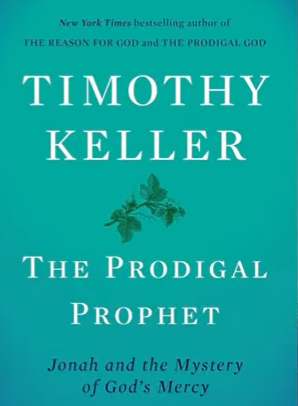 New York Times bestselling author of
THE REASON FOR GOD and THE PRODIGAL GOD
TIMOTHY
KELLER
THE PRODIGAL
PROPHET
Jonah and the Mystery
of God's Mercy